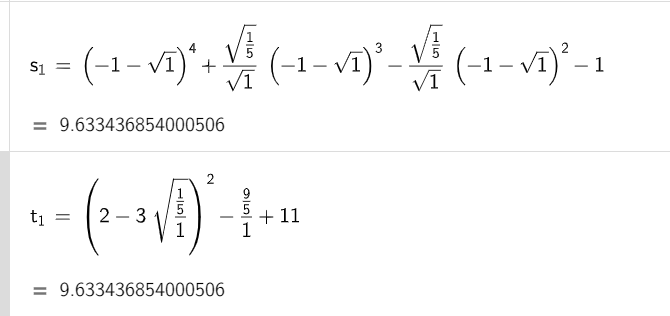 s₁ = (−1 − √1)⁴ + √(1/5)/√1 (−1 − √1)³ − √(1/5)/√1 (−1 − √1)² − 1
= 9.633436854000506
t₁ = (2 − 3 √((1/5)/1))² − (9/5)/1 + 11
= 9.633436854000506